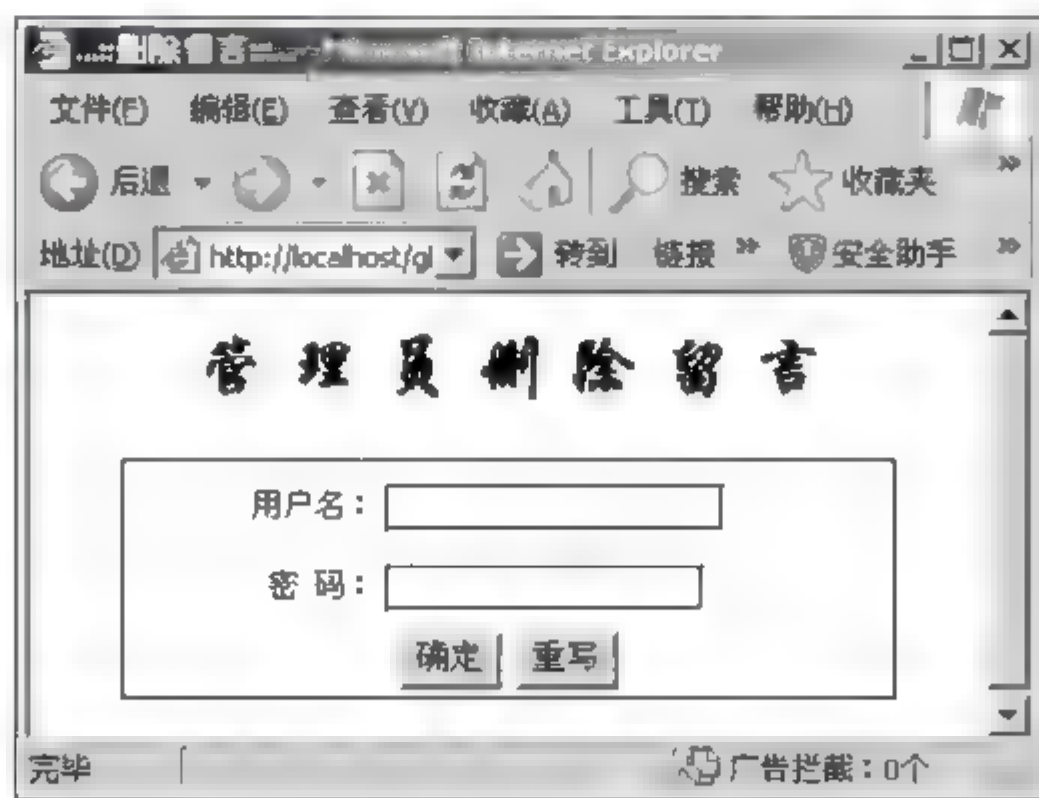 删除留言 Microsoft Internet Explorer
文件(F) 编辑(E) 查看(V) 收藏(A) 工具(T) 帮助(H)
后退 搜索 收藏夹
地址(D) http://localhost/gl 转到 链接 » 安全助手 »
管理员删除留言
用户名：
密 码：
确定 重写
完毕 广告拦截：0个